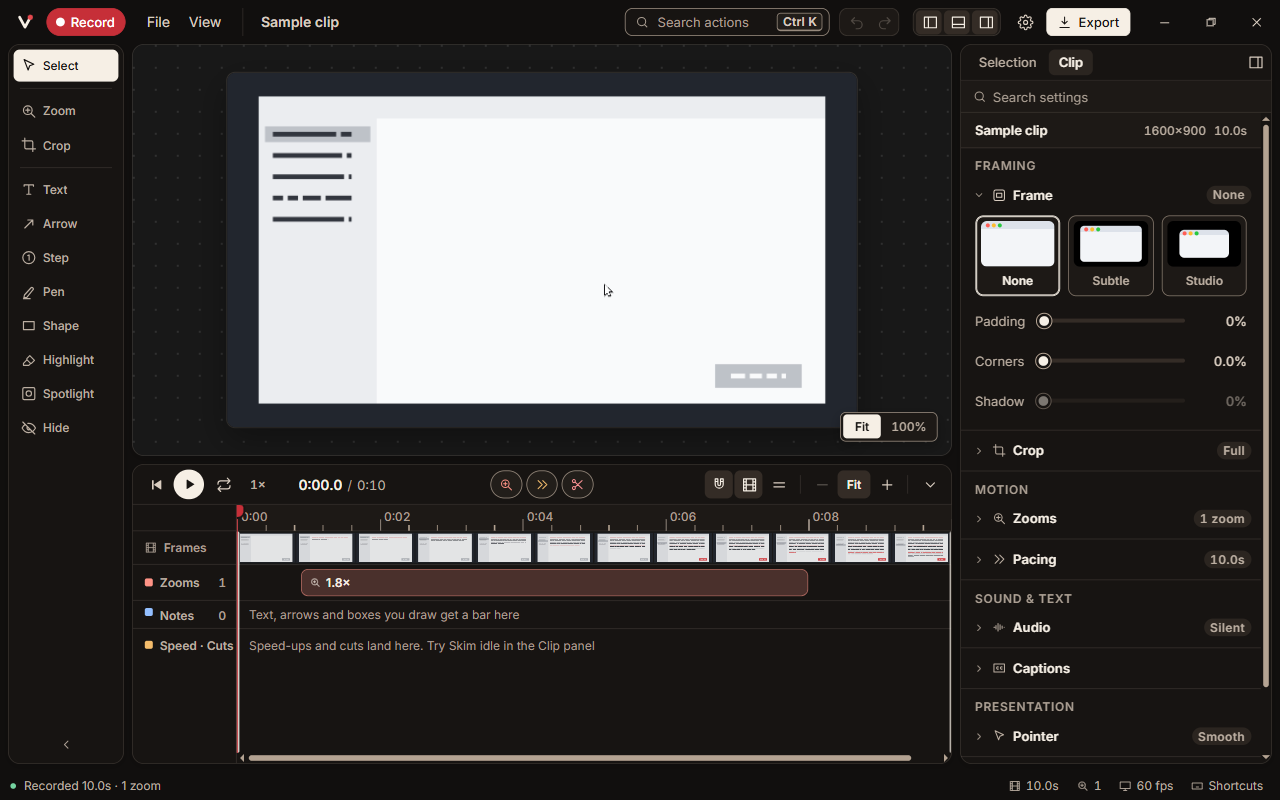 Record File View Sample clip Search actions Ctrl K Export
Select
Zoom
Crop
Text
Arrow
Step
Pen
Shape
Highlight
Spotlight
Hide
Fit 100%
1× 0:00.0 / 0:10 Fit
0:00 0:02 0:04 0:06 0:08
Frames
Zooms 1 1.8×
Notes 0 Text, arrows and boxes you draw get a bar here
Speed · Cuts Speed-ups and cuts land here. Try Skim idle in the Clip panel
Selection Clip
Search settings
Sample clip 1600×900 10.0s
FRAMING
Frame None
None Subtle Studio
Padding 0%
Corners 0.0%
Shadow 0%
Crop Full
MOTION
Zooms 1 zoom
Pacing 10.0s
SOUND & TEXT
Audio Silent
Captions
PRESENTATION
Pointer Smooth
Recorded 10.0s · 1 zoom 10.0s 1 60 fps Shortcuts